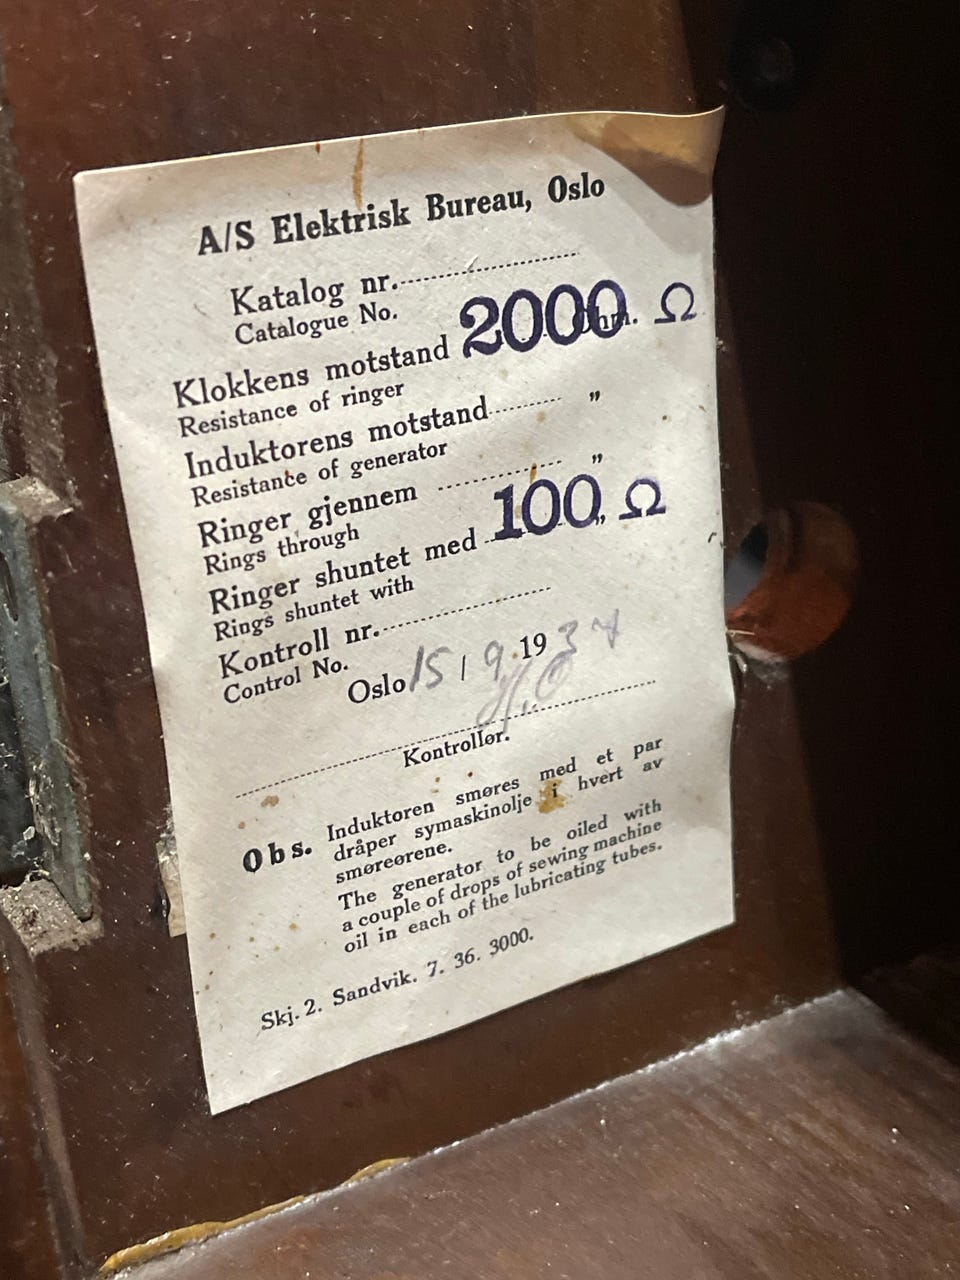 A/S Elektrisk Bureau, Oslo
Katalog nr.
Catalogue No.
Klokkens motstand 2000 Ω
Resistance of ringer
Induktorens motstand „
Resistance of generator
Ringer gjennem „
Rings through
Ringer shuntet med 100 „ Ω
Rings shuntet with
Kontroll nr.
Control No.
Oslo 15 / 9. 1937
Kontrollør.
Obs. Induktoren smøres med et par
dråper symaskinolje i hvert av
smøreørene.
The generator to be oiled with
a couple of drops of sewing machine
oil in each of the lubricating tubes.
Skj. 2. Sandvik. 7. 36. 3000.